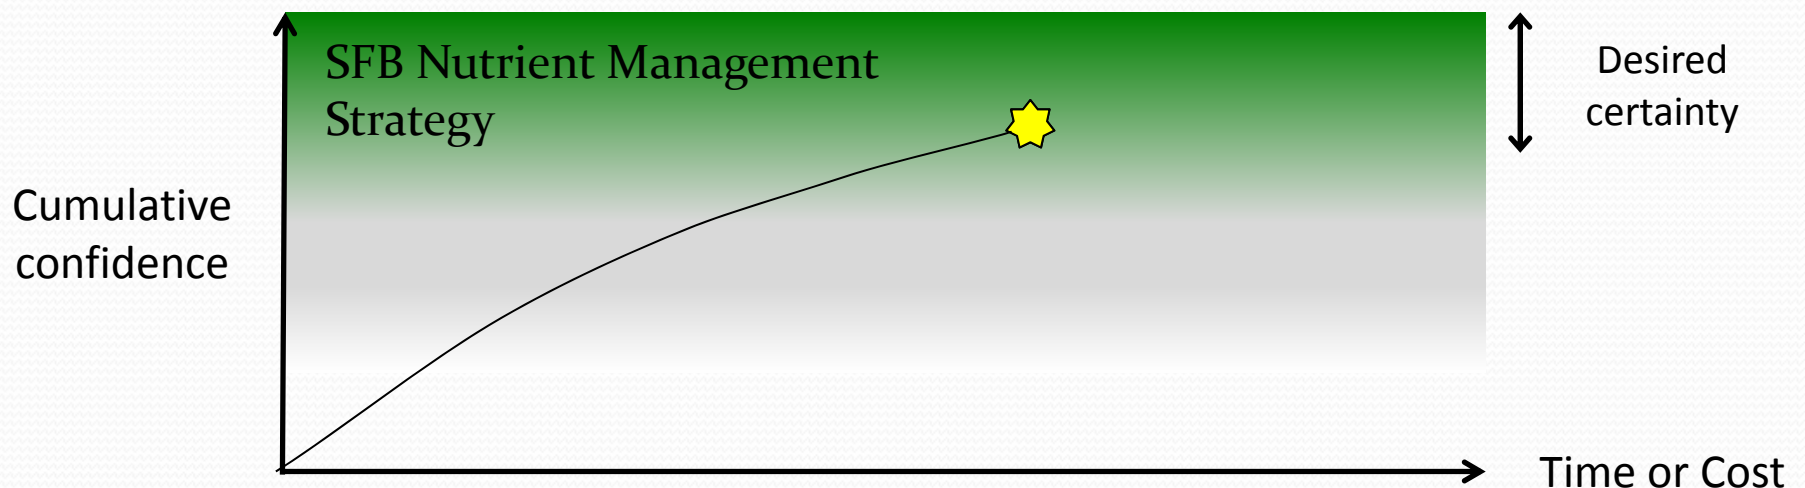 SFB Nutrient Management
Strategy
Desired
certainty
Cumulative
confidence
Time or Cost